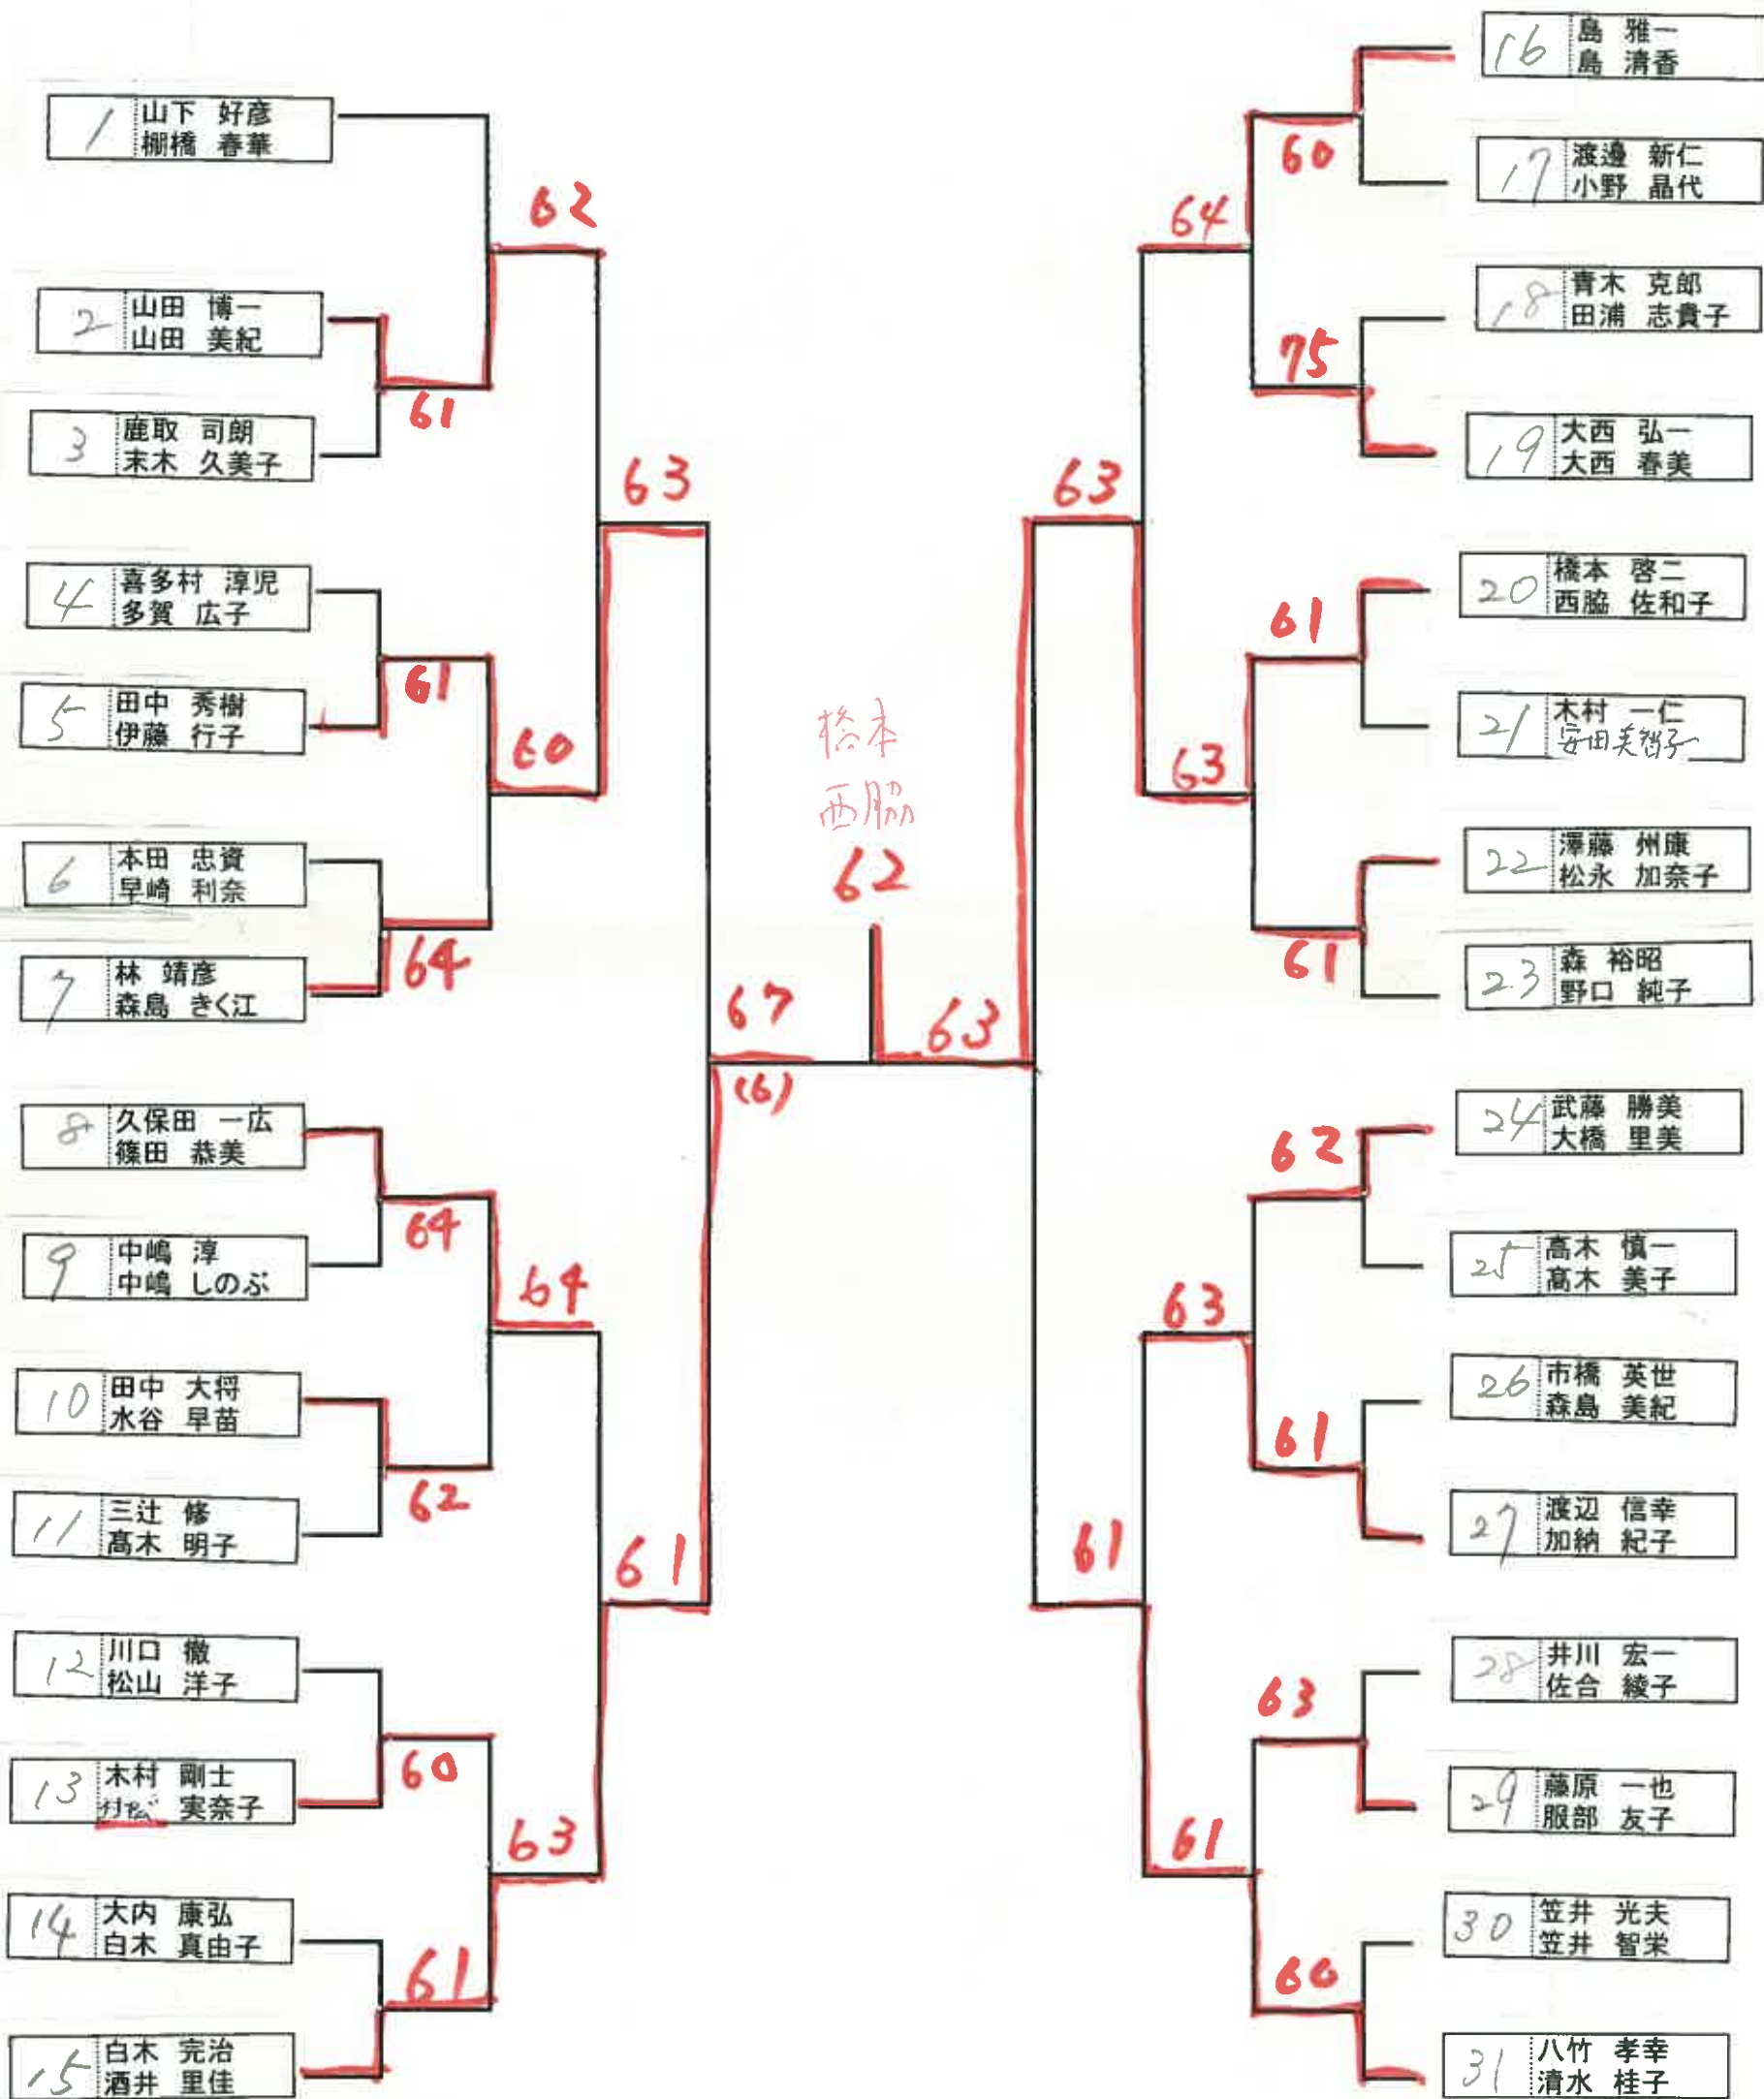 1 山下 好彦
棚橋 春華
2 山田 博一
山田 美紀
3 鹿取 司朗
末木 久美子
4 喜多村 淳児
多賀 広子
5 田中 秀樹
伊藤 行子
6 本田 忠資
早崎 利奈
7 林 靖彦
森島 きく江
8 久保田 一広
篠田 恭美
9 中嶋 淳
中嶋 しのぶ
10 田中 大将
水谷 早苗
11 三辻 修
髙木 明子
12 川口 徹
松山 洋子
13 木村 剛士
実奈子
14 大内 康弘
白木 真由子
15 白木 完治
酒井 里佳
61
61
64
64
62
60
61
62
60
64
63
63
61
67
(6)
橋本
西脇
62
63
63
61
64
63
63
61
60
75
61
61
62
61
63
60
16 島 雅一
島 清香
17 渡邉 新仁
小野 晶代
18 青木 克郎
田浦 志貴子
19 大西 弘一
大西 春美
20 橋本 啓二
西脇 佐和子
21 木村 一仁
安田美智子
22 澤藤 州康
松永 加奈子
23 森 裕昭
野口 純子
24 武藤 勝美
大橋 里美
25 高木 慎一
髙木 美子
26 市橋 英世
森島 美紀
27 渡辺 信幸
加納 紀子
28 井川 宏一
佐合 綾子
29 藤原 一也
服部 友子
30 笠井 光夫
笠井 智栄
31 八竹 孝幸
清水 桂子